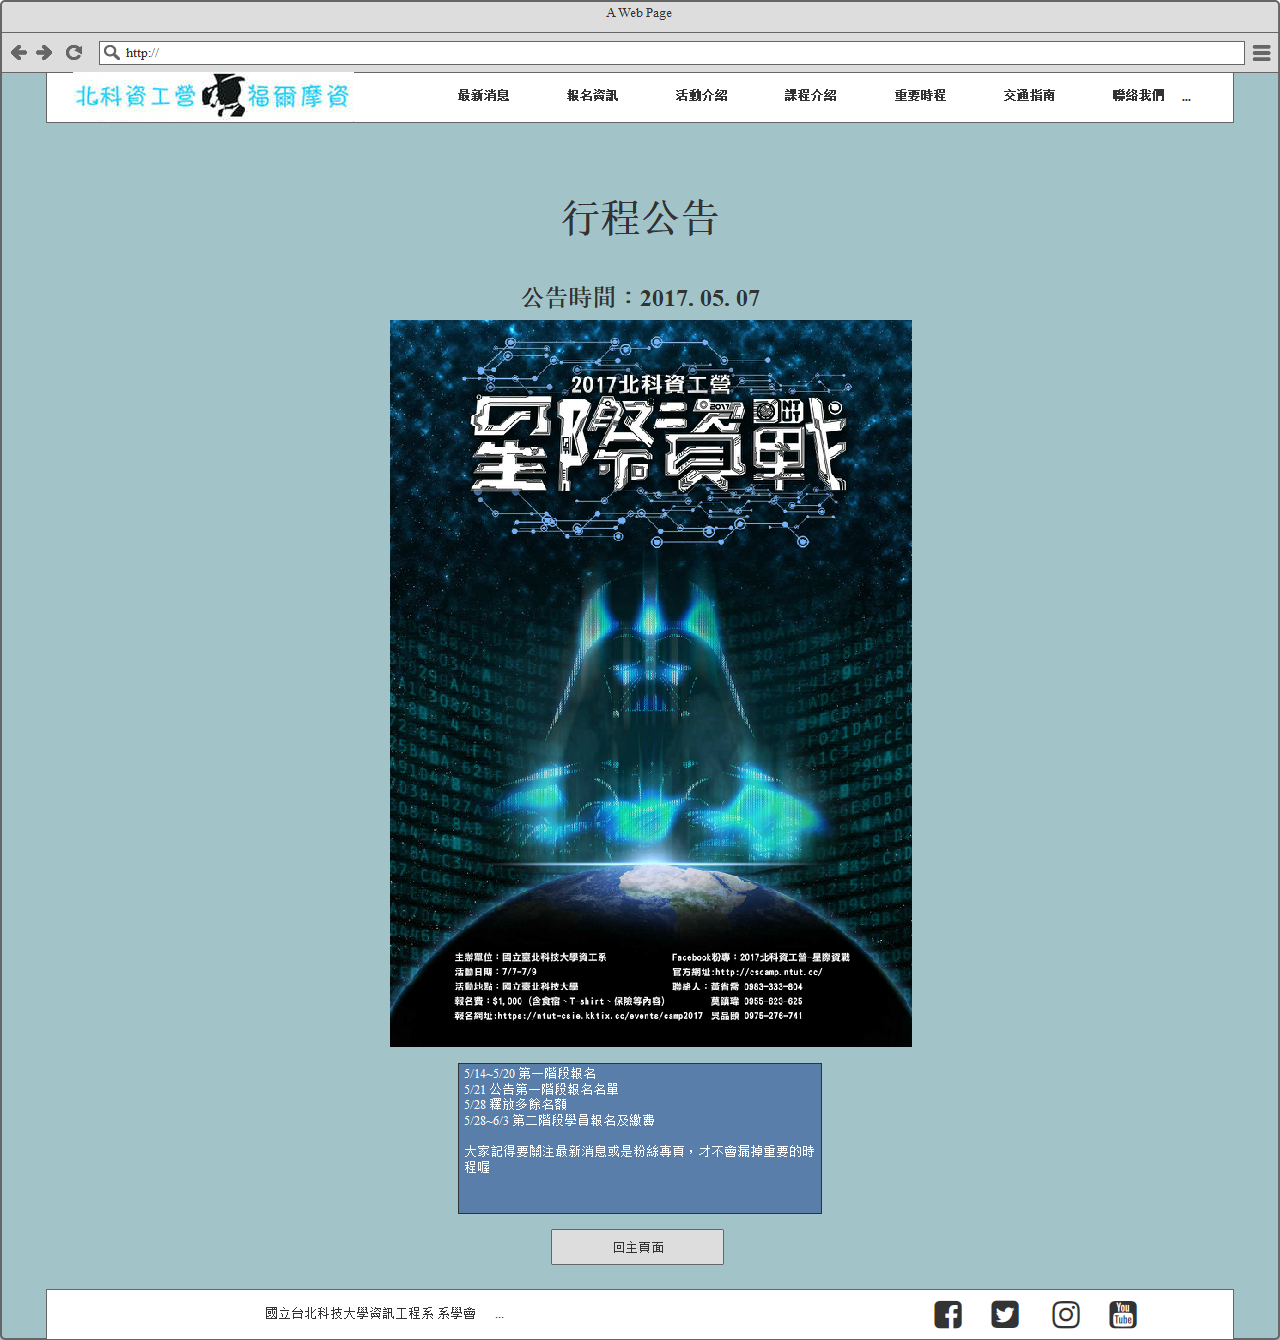 A Web Page
http://
北科資工營 福爾摩資
最新消息 報名資訊 活動介紹 課程介紹 重要時程 交通指南 聯絡我們 ...
行程公告
公告時間：2017. 05. 07
2017北科資工營
星際資戰
2017
NT
UT
主辦單位：國立臺北科技大學資工系
活動日期：7/7-7/9
活動地點：國立臺北科技大學
報名費：$1,000 (含食宿、T-shirt、保險等內容)
報名網址:https://ntut-csie.kktix.cc/events/camp2017
Facebook粉專：2017北科資工營-星際資戰
官方網址:http://cscamp.ntut.cc/
聯絡人：
5/14~5/20 第一階段報名
5/21 公告第一階段報名名單
5/28 釋放多餘名額
5/28~6/3 第二階段學員報名及繳費
大家記得要關注最新消息或是粉絲專頁，才不會漏掉重要的時
程喔
回主頁面
國立台北科技大學資訊工程系 系學會 ...
You
Tube